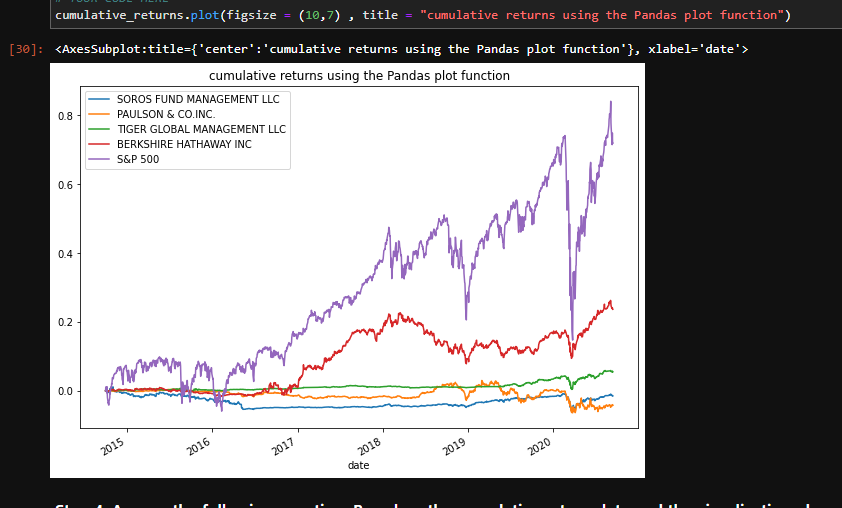 # YOUR CODE HERE
cumulative_returns.plot(figsize = (10,7) , title = "cumulative returns using the Pandas plot function")
[30]: <AxesSubplot:title={'center':'cumulative returns using the Pandas plot function'}, xlabel='date'>
cumulative returns using the Pandas plot function
SOROS FUND MANAGEMENT LLC
PAULSON & CO.INC.
TIGER GLOBAL MANAGEMENT LLC
BERKSHIRE HATHAWAY INC
S&P 500
0.8
0.6
0.4
0.2
0.0
2015 2016 2017 2018 2019 2020
date